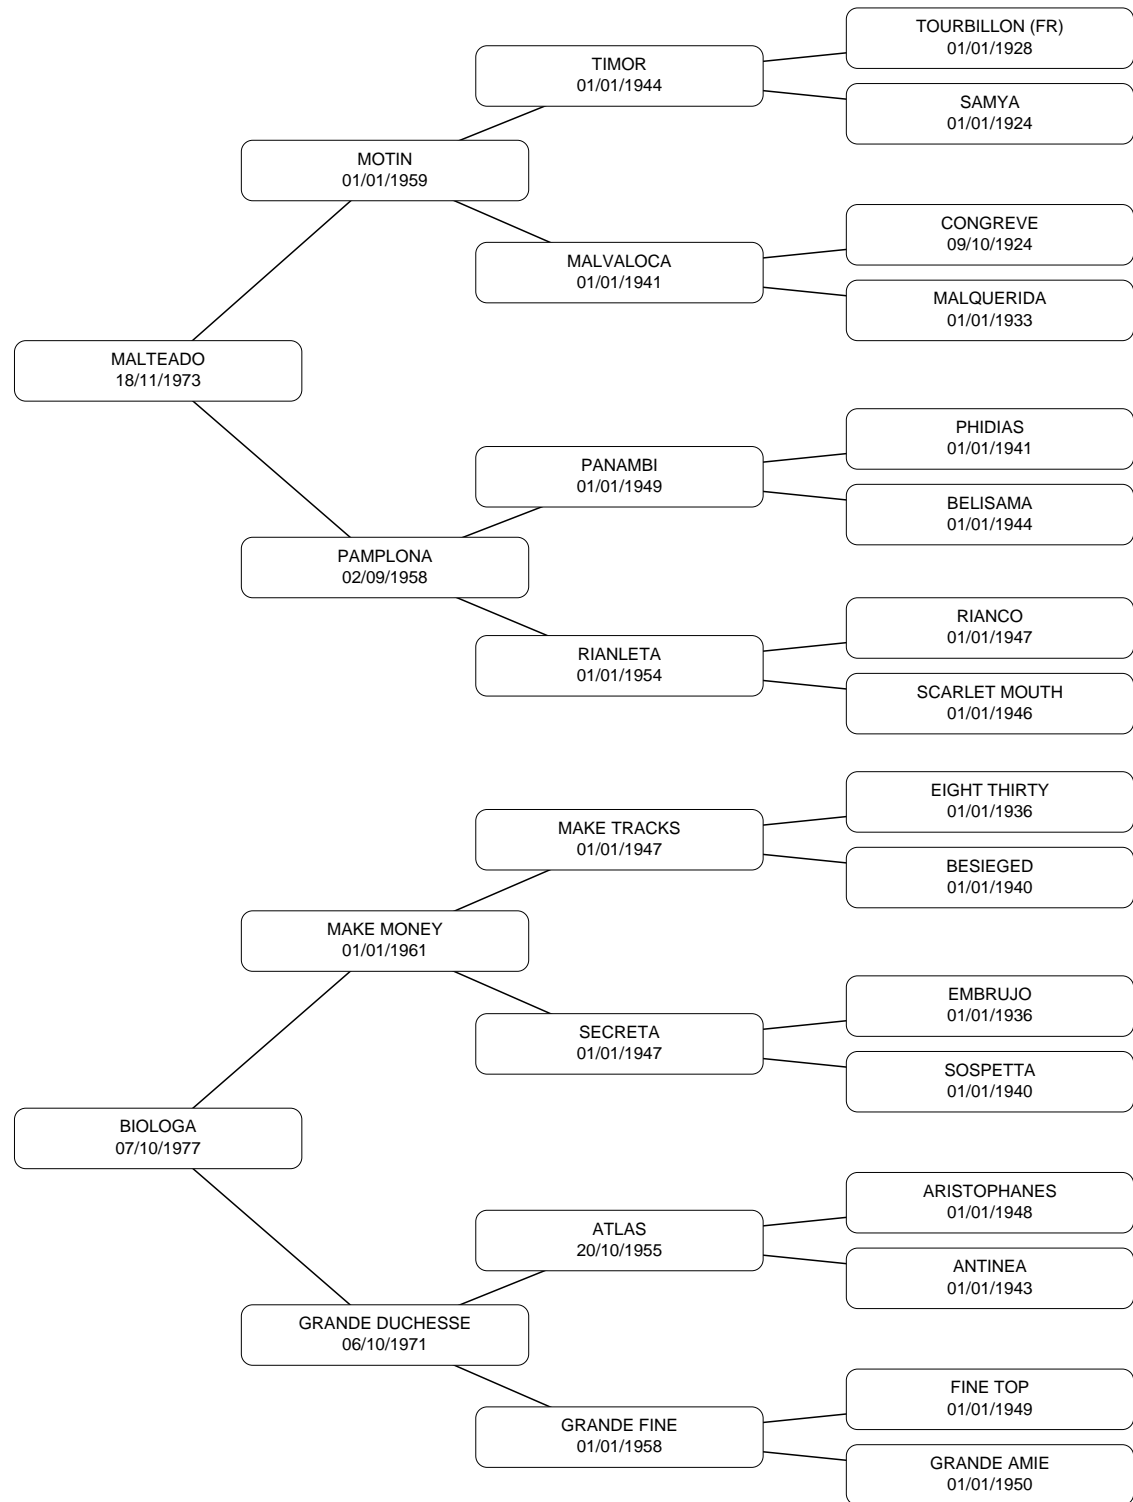 TOURBILLON (FR)
01/01/1928
TIMOR
01/01/1944
SAMYA
01/01/1924
MOTIN
01/01/1959
CONGREVE
09/10/1924
MALVALOCA
01/01/1941
MALQUERIDA
01/01/1933
MALTEADO
18/11/1973
PHIDIAS
01/01/1941
PANAMBI
01/01/1949
BELISAMA
01/01/1944
PAMPLONA
02/09/1958
RIANCO
01/01/1947
RIANLETA
01/01/1954
SCARLET MOUTH
01/01/1946
EIGHT THIRTY
01/01/1936
MAKE TRACKS
01/01/1947
BESIEGED
01/01/1940
MAKE MONEY
01/01/1961
EMBRUJO
01/01/1936
SECRETA
01/01/1947
SOSPETTA
01/01/1940
BIOLOGA
07/10/1977
ARISTOPHANES
01/01/1948
ATLAS
20/10/1955
ANTINEA
01/01/1943
GRANDE DUCHESSE
06/10/1971
FINE TOP
01/01/1949
GRANDE FINE
01/01/1958
GRANDE AMIE
01/01/1950